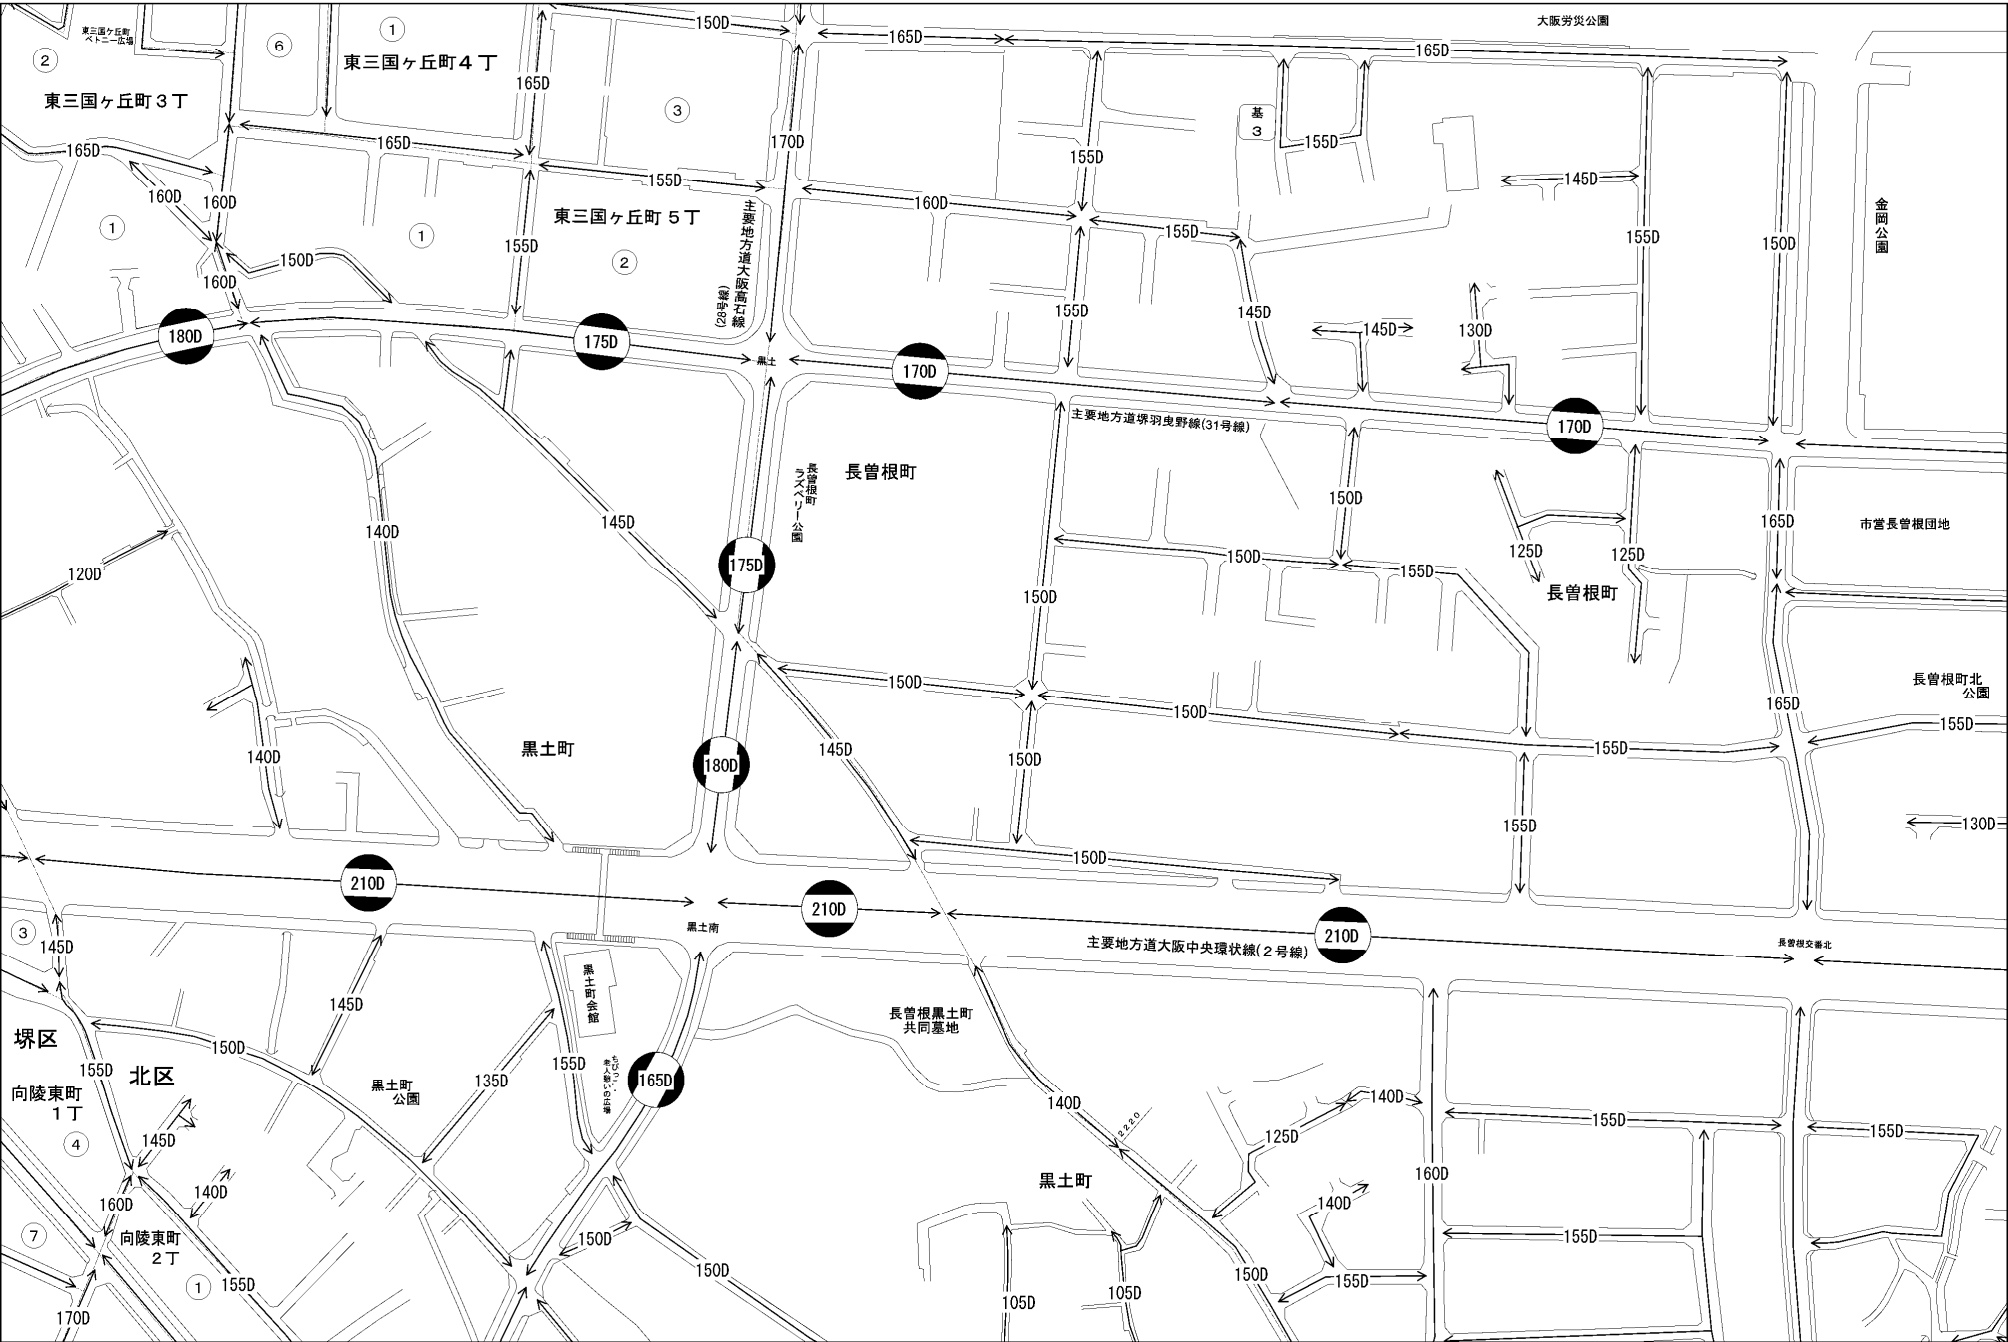 大阪労災公園
150D
165D
165D
東三国ヶ丘町
ペトニー広場
①
⑥
②
東三国ヶ丘町４丁
165D
東三国ヶ丘町３丁
③
基
3
170D
155D
155D
165D
165D
155D
145D
160D
160D
160D
155D
主要地方道大阪高石線
(28号線)
金岡公園
東三国ヶ丘町５丁
①
①
②
155D
155D
150D
150D
160D
155D
145D
145D
130D
180D
175D
黒土
170D
170D
主要地方道堺羽曳野線(31号線)
長曽根町
長曽根町
ラズベリー公園
150D
145D
140D
165D
市営長曽根団地
125D
125D
150D
155D
175D
120D
長曽根町
150D
150D
長曽根町北
公園
165D
150D
155D
155D
145D
黒土町
140D
180D
150D
155D
130D
150D
210D
210D
210D
黒土南
主要地方道大阪中央環状線(２号線)
長曽根交番北
③
145D
黒土町会館
145D
長曽根黒土町
共同墓地
堺区
150D
155D
北区
155D
135D
165D
ちびっこ・
老人憩いの広場
黒土町
公園
向陵東町
１丁
140D
140D
2220
155D
155D
125D
④
145D
160D
黒土町
140D
140D
160D
⑦
向陵東町
２丁
150D
155D
150D
150D
155D
155D
①
105D
105D
170D